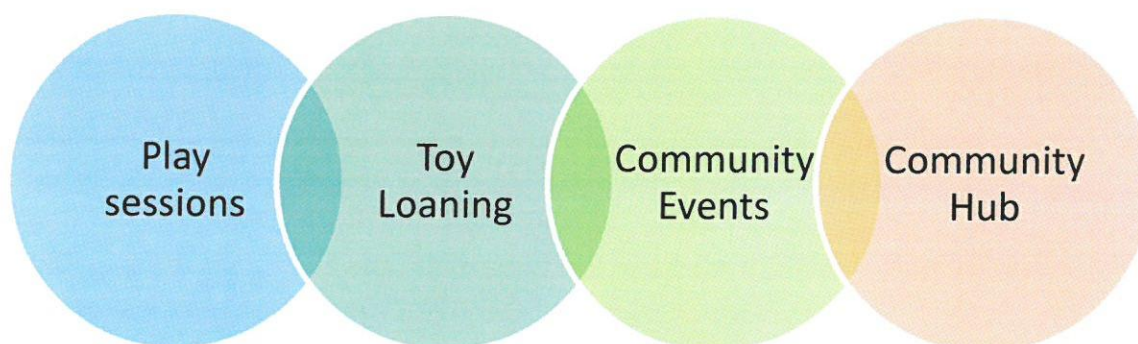 Play
sessions
Toy
Loaning
Community
Events
Community
Hub